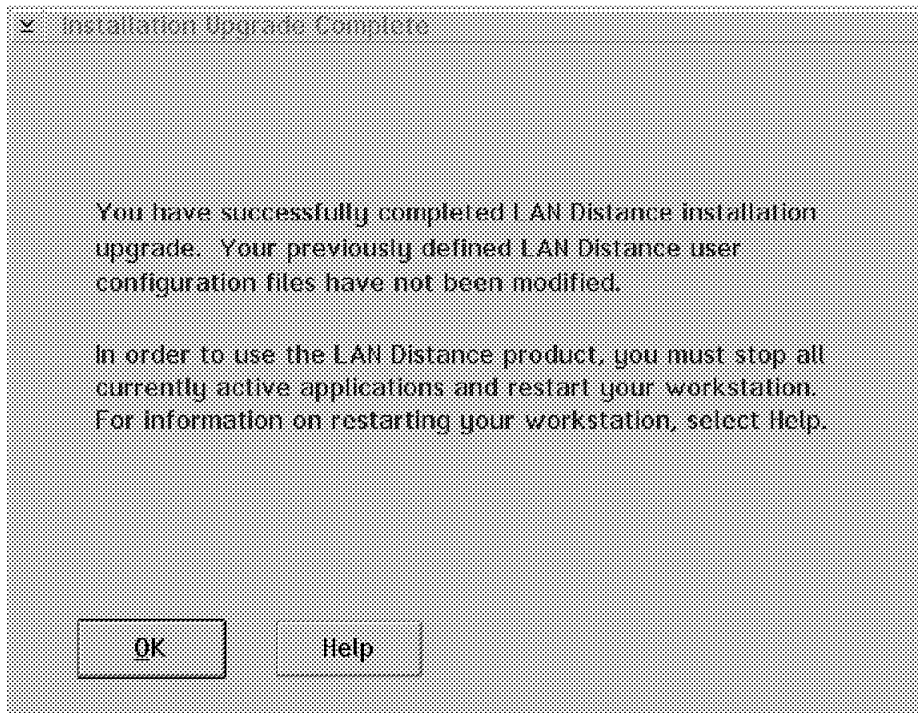 Installation Upgrade Complete
You have successfully completed LAN Distance installation
upgrade. Your previously defined LAN Distance user
configuration files have not been modified.
In order to use the LAN Distance product, you must stop all
currently active applications and restart your workstation.
For information on restarting your workstation, select Help.
OK
Help